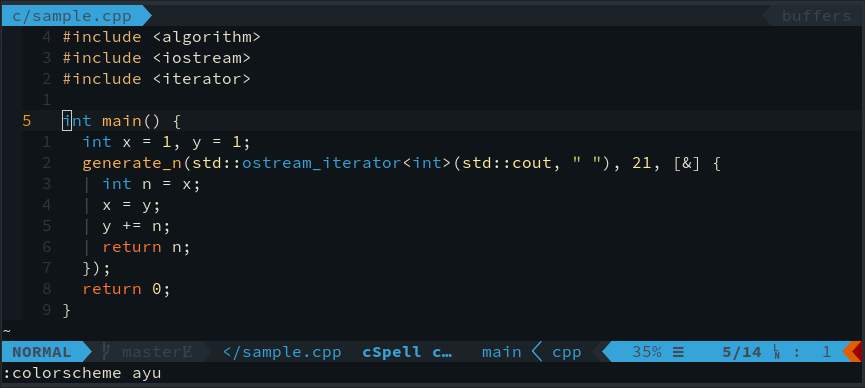 c/sample.cpp buffers
4 #include <algorithm>
3 #include <iostream>
2 #include <iterator>
1
5 int main() {
1 int x = 1, y = 1;
2 generate_n(std::ostream_iterator<int>(std::cout, " "), 21, [&] {
3 | int n = x;
4 | x = y;
5 | y += n;
6 | return n;
7 });
8 return 0;
9 }
~
NORMAL master </sample.cpp cSpell c… main cpp 35% ☰ 5/14 : 1
:colorscheme ayu